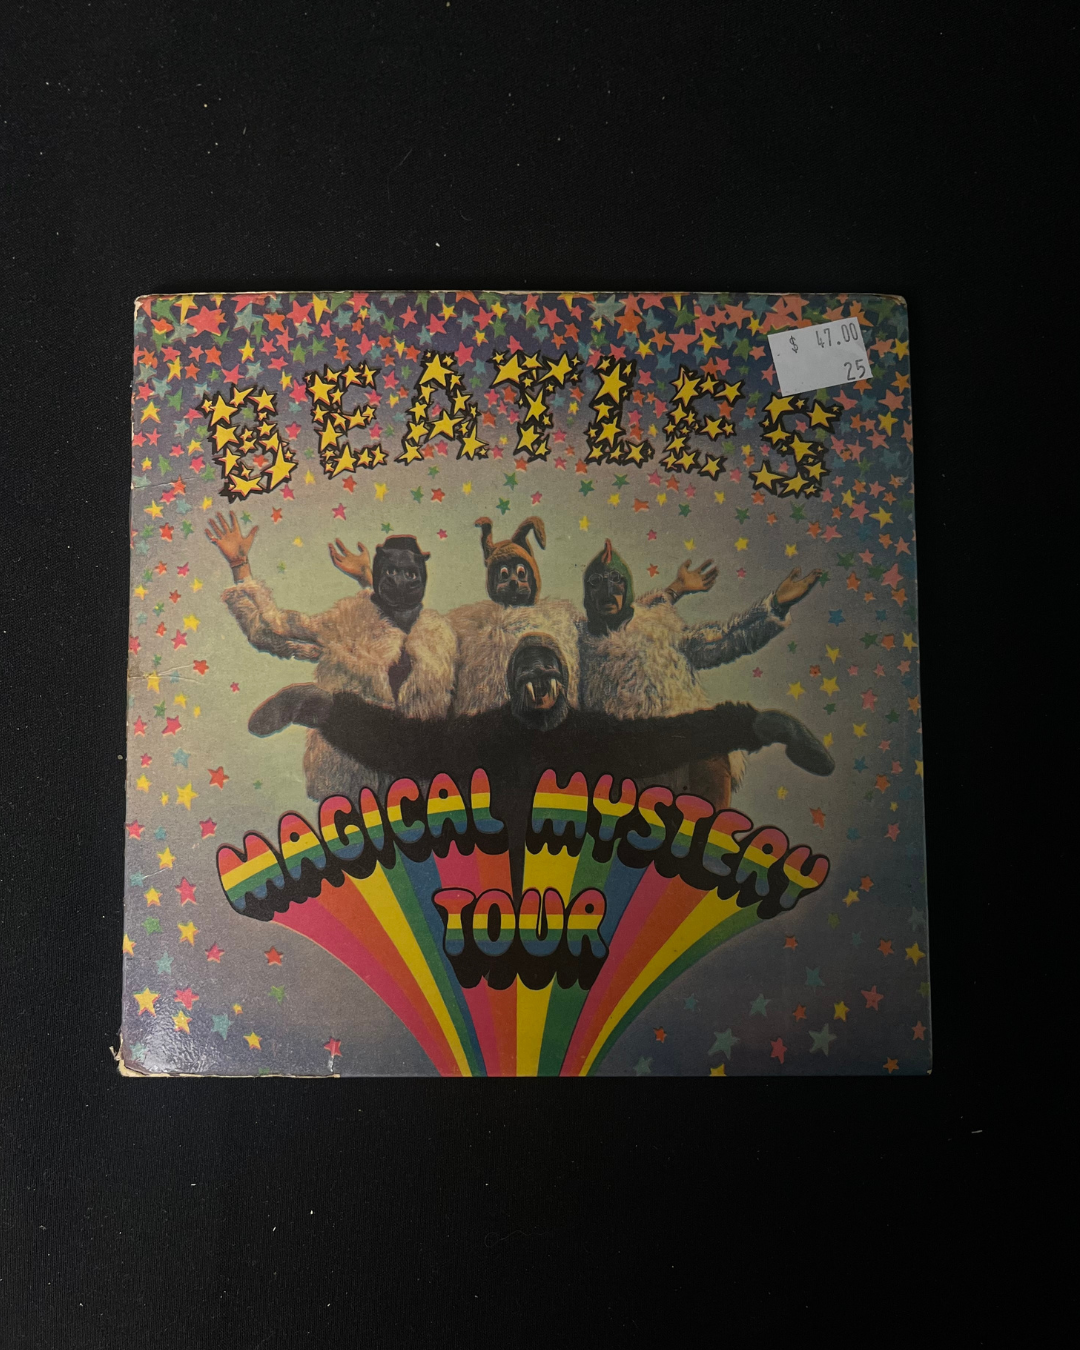 $ 47.00
25
BEATLES
MAGICAL MYSTERY
TOUR